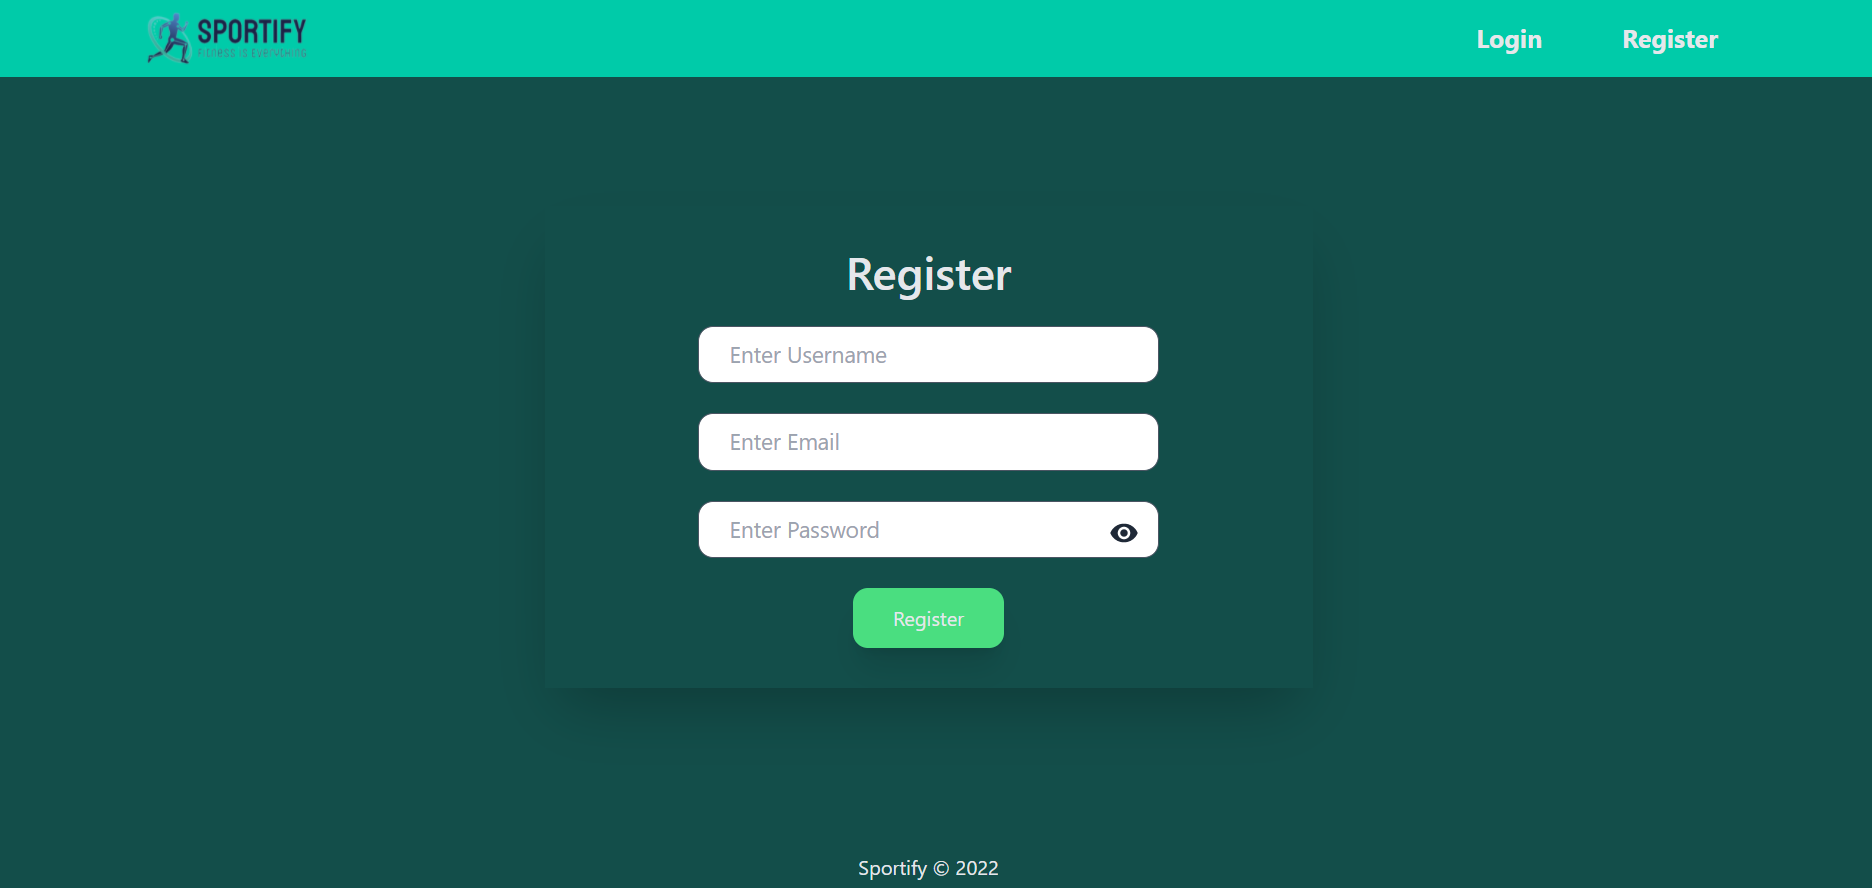 SPORTIFY
Fitness is Everything
Login
Register
Register
Enter Username
Enter Email
Enter Password
Register
Sportify © 2022